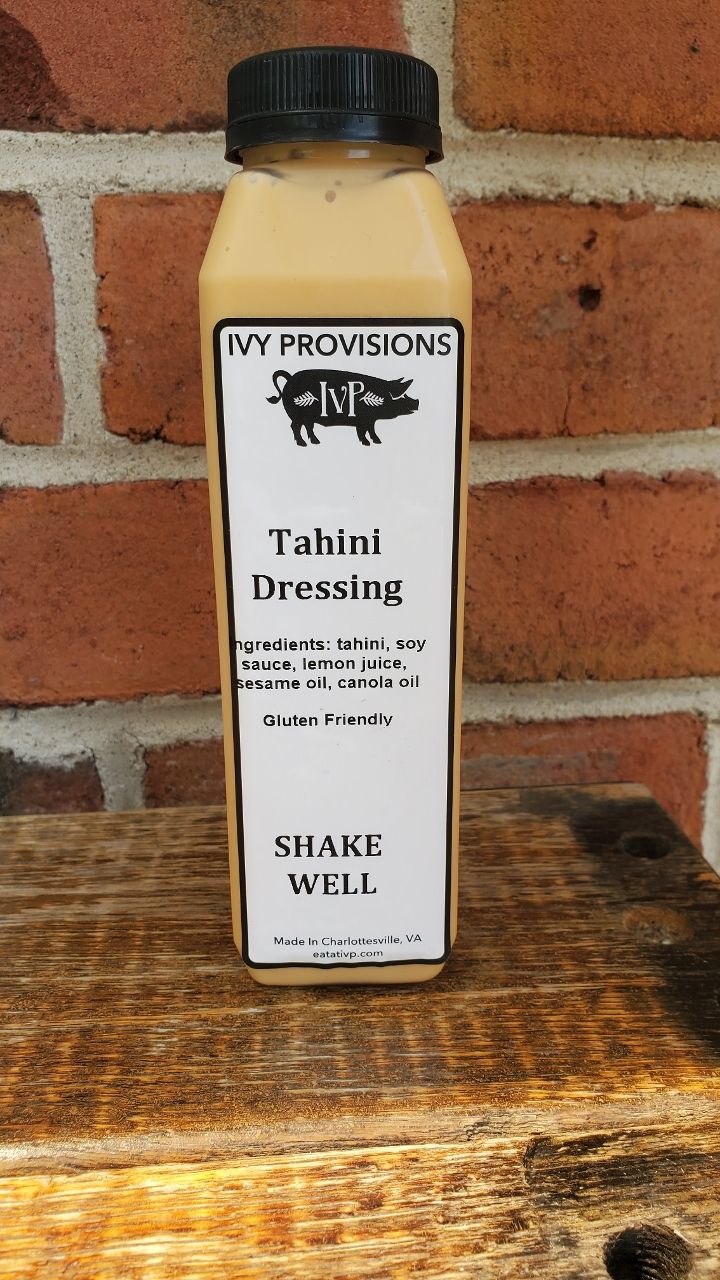 IVY PROVISIONS
IVP
Tahini
Dressing
ngredients: tahini, soy
sauce, lemon juice,
sesame oil, canola oil
Gluten Friendly
SHAKE
WELL
Made In Charlottesville, VA
eatativp.com